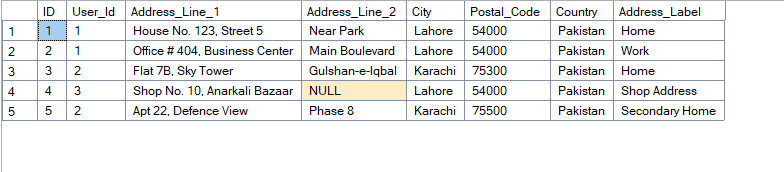 ID User_Id Address_Line_1 Address_Line_2 City Postal_Code Country Address_Label
1 1 1 House No. 123, Street 5 Near Park Lahore 54000 Pakistan Home
2 2 1 Office # 404, Business Center Main Boulevard Lahore 54000 Pakistan Work
3 3 2 Flat 7B, Sky Tower Gulshan-e-Iqbal Karachi 75300 Pakistan Home
4 4 3 Shop No. 10, Anarkali Bazaar NULL Lahore 54000 Pakistan Shop Address
5 5 2 Apt 22, Defence View Phase 8 Karachi 75500 Pakistan Secondary Home